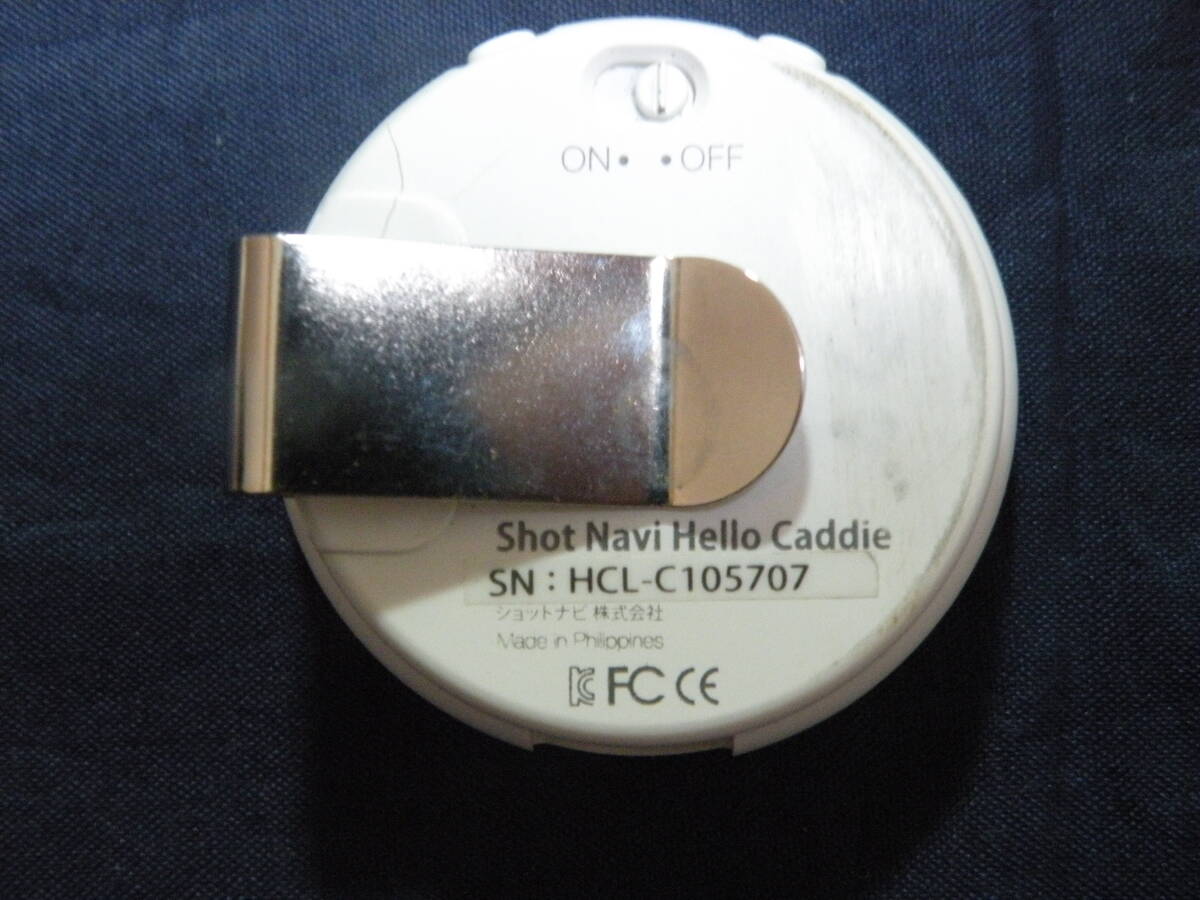 ON • • OFF
Shot Navi Hello Caddie
SN : HCL-C105707
ショットナビ 株式会社
Made in Philippines
KC FC CE